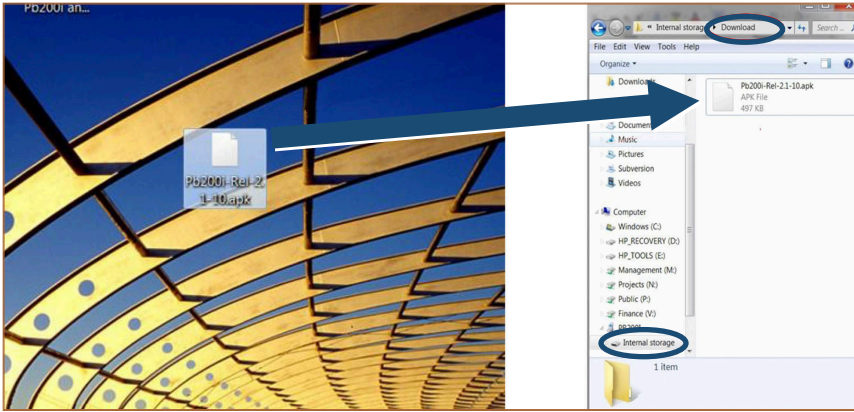 Pb200i an...
Pb200i-Rel-2.
1-10.apk
Internal storage
Download
Search ...
File Edit View Tools Help
Organize
Downloads
Document
Music
Pictures
Subversion
Videos
Computer
Windows (C:)
HP_RECOVERY (D:)
HP_TOOLS (E:)
Management (M:)
Projects (N:)
Public (P:)
Finance (V:)
Internal storage
Pb200i-Rel-2.1-10.apk
APK File
497 KB
1 item